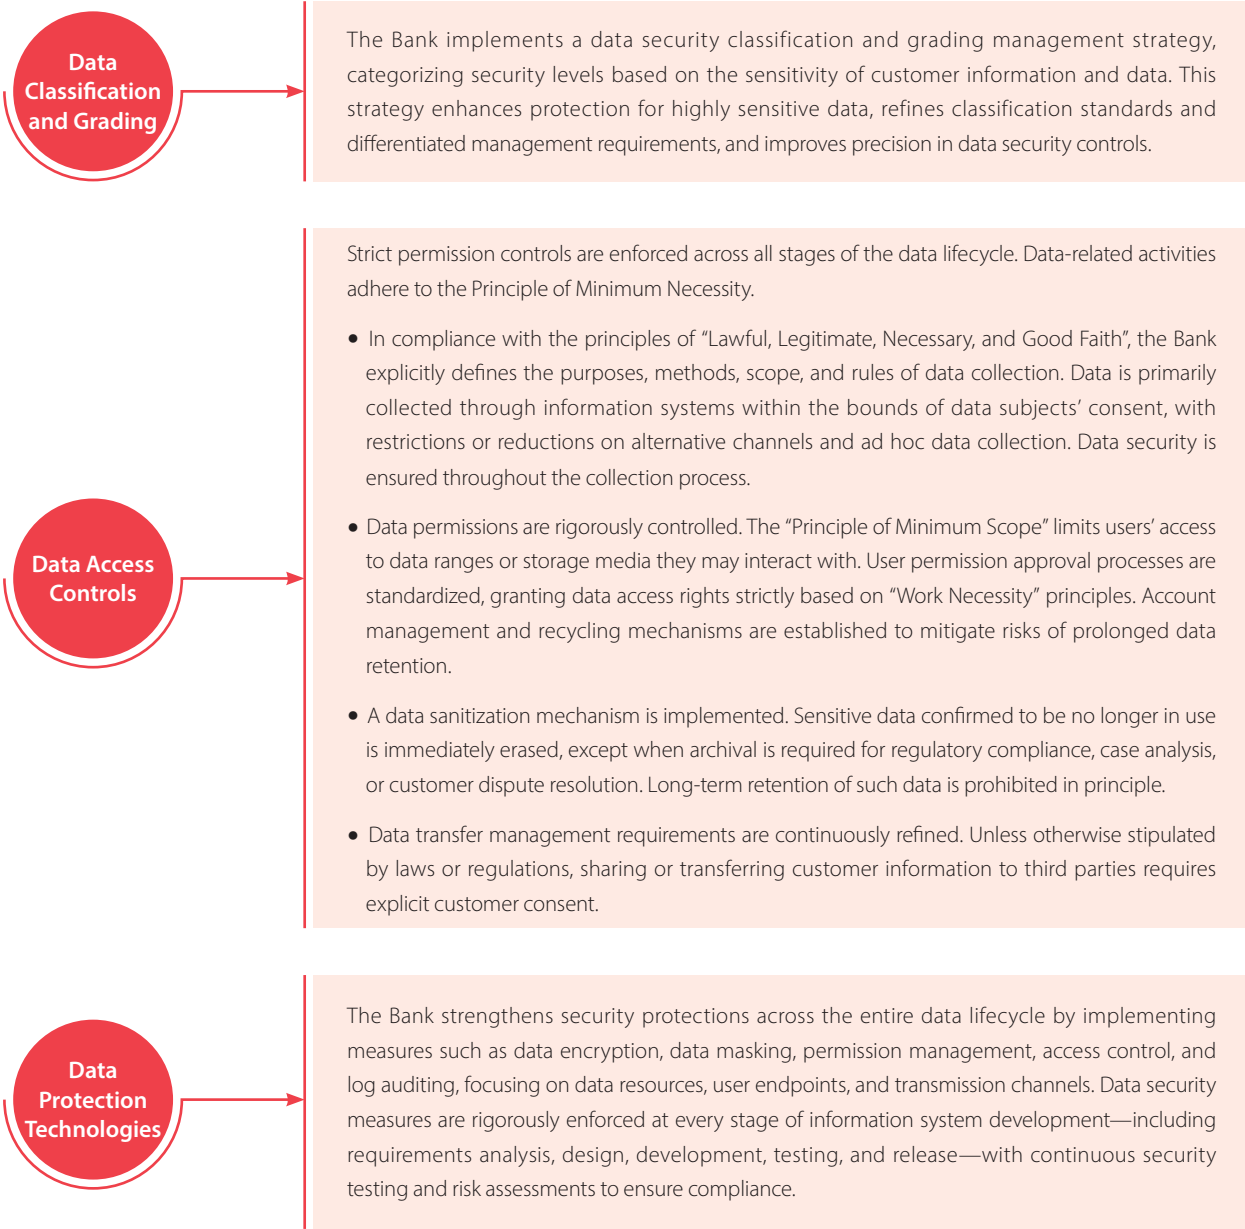 Data
Classification
and Grading
The Bank implements a data security classification and grading management strategy,
categorizing security levels based on the sensitivity of customer information and data. This
strategy enhances protection for highly sensitive data, refines classification standards and
differentiated management requirements, and improves precision in data security controls.
Data Access
Controls
Strict permission controls are enforced across all stages of the data lifecycle. Data-related activities
adhere to the Principle of Minimum Necessity.
• In compliance with the principles of “Lawful, Legitimate, Necessary, and Good Faith”, the Bank
explicitly defines the purposes, methods, scope, and rules of data collection. Data is primarily
collected through information systems within the bounds of data subjects’ consent, with
restrictions or reductions on alternative channels and ad hoc data collection. Data security is
ensured throughout the collection process.
• Data permissions are rigorously controlled. The “Principle of Minimum Scope” limits users’ access
to data ranges or storage media they may interact with. User permission approval processes are
standardized, granting data access rights strictly based on “Work Necessity” principles. Account
management and recycling mechanisms are established to mitigate risks of prolonged data
retention.
• A data sanitization mechanism is implemented. Sensitive data confirmed to be no longer in use
is immediately erased, except when archival is required for regulatory compliance, case analysis,
or customer dispute resolution. Long-term retention of such data is prohibited in principle.
• Data transfer management requirements are continuously refined. Unless otherwise stipulated
by laws or regulations, sharing or transferring customer information to third parties requires
explicit customer consent.
Data
Protection
Technologies
The Bank strengthens security protections across the entire data lifecycle by implementing
measures such as data encryption, data masking, permission management, access control, and
log auditing, focusing on data resources, user endpoints, and transmission channels. Data security
measures are rigorously enforced at every stage of information system development—including
requirements analysis, design, development, testing, and release—with continuous security
testing and risk assessments to ensure compliance.